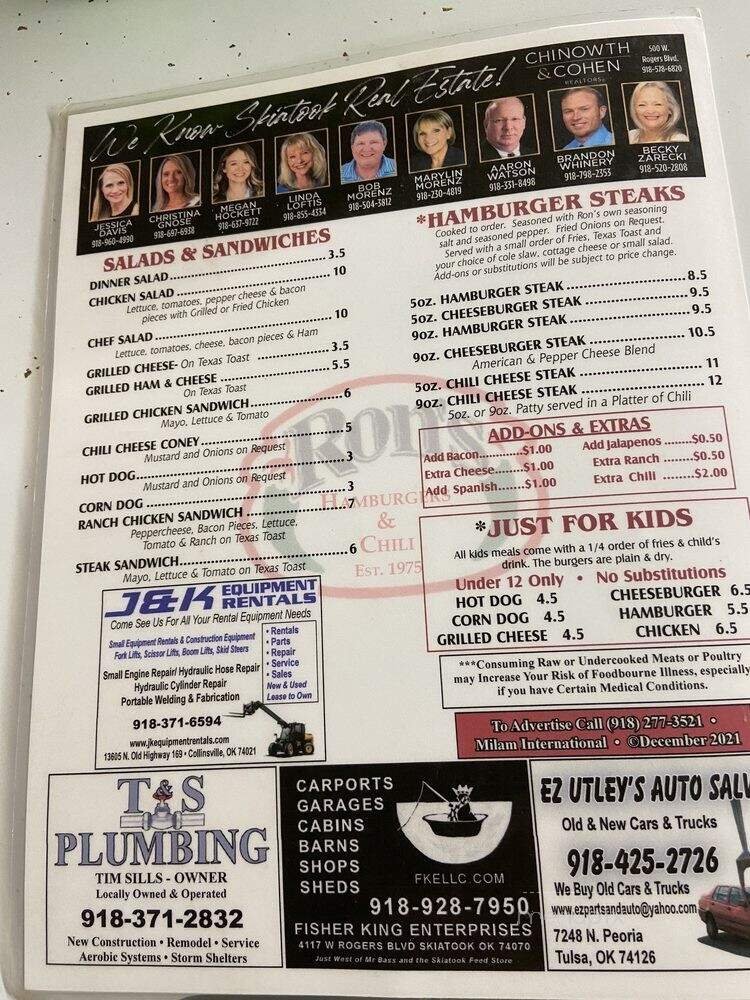 We Know Skiatook Real Estate!
CHINOWTH
& COHEN
REALTORS
500 W.
Rogers Blvd.
918-578-6820
JESSICA
DAVIS
918-960-4990
CHRISTINA
GNOSE
918-697-6938
MEGAN
HOCKETT
918-637-9722
LINDA
LOFTIS
918-855-4334
BOB
MORENZ
918-504-3812
MARYLIN
MORENZ
918-230-4819
AARON
WATSON
918-331-8498
BRANDON
WHINERY
918-798-2353
BECKY
ZARECKI
918-520-2808
SALADS & SANDWICHES
DINNER SALAD 3.5
CHICKEN SALAD 10
Lettuce, tomatoes, pepper cheese & bacon
pieces with Grilled or Fried Chicken
CHEF SALAD 10
Lettuce, tomatoes, cheese, bacon pieces & Ham
GRILLED CHEESE- On Texas Toast 3.5
GRILLED HAM & CHEESE 5.5
On Texas Toast
GRILLED CHICKEN SANDWICH 6
Mayo, Lettuce & Tomato
CHILI CHEESE CONEY 5
Mustard and Onions on Request
HOT DOG 3
Mustard and Onions on Request
CORN DOG 3
RANCH CHICKEN SANDWICH 7
Peppercheese, Bacon Pieces, Lettuce,
Tomato & Ranch on Texas Toast
STEAK SANDWICH 6
Mayo, Lettuce & Tomato on Texas Toast
*HAMBURGER STEAKS
Cooked to order. Seasoned with Ron's own seasoning
salt and seasoned pepper. Fried Onions on Request.
Served with a small order of Fries, Texas Toast and
your choice of cole slaw, cottage cheese or small salad.
Add-ons or substitutions will be subject to price change.
5oz. HAMBURGER STEAK 8.5
5oz. CHEESEBURGER STEAK 9.5
9oz. HAMBURGER STEAK 9.5
9oz. CHEESEBURGER STEAK 10.5
American & Pepper Cheese Blend
5oz. CHILI CHEESE STEAK 11
9oz. CHILI CHEESE STEAK 12
5oz. or 9oz. Patty served in a Platter of Chili
Ron's
HAMBURGERS
&
CHILI
EST. 1975
ADD-ONS & EXTRAS
Add Bacon $1.00 Add Jalapenos $0.50
Extra Cheese $1.00 Extra Ranch $0.50
Add Spanish $1.00 Extra Chili $2.00
*JUST FOR KIDS
All kids meals come with a 1/4 order of fries & child's
drink. The burgers are plain & dry.
Under 12 Only • No Substitutions
HOT DOG 4.5 CHEESEBURGER 6.5
CORN DOG 4.5 HAMBURGER 5.5
GRILLED CHEESE 4.5 CHICKEN 6.5
***Consuming Raw or Undercooked Meats or Poultry
may Increase Your Risk of Foodbourne Illness, especially
if you have Certain Medical Conditions.
To Advertise Call (918) 277-3521 •
Milam International • ©December 2021
J&K EQUIPMENT
RENTALS
Come See Us For All Your Rental Equipment Needs
Small Equipment Rentals & Construction Equipment
Fork Lifts, Scissor Lifts, Boom Lifts, Skid Steers
Small Engine Repair/ Hydraulic Hose Repair
Hydraulic Cylinder Repair
Portable Welding & Fabrication
• Rentals
• Parts
• Repair
• Service
• Sales
New & Used
Lease to Own
918-371-6594
www.jkequipmentrentals.com
13605 N. Old Highway 169 • Collinsville, OK 74021
T&S
PLUMBING
TIM SILLS - OWNER
Locally Owned & Operated
918-371-2832
New Construction • Remodel • Service
Aerobic Systems • Storm Shelters
CARPORTS
GARAGES
CABINS
BARNS
SHOPS
SHEDS
FKELLC.COM
918-928-7950
FISHER KING ENTERPRISES
4117 W ROGERS BLVD SKIATOOK OK 74070
Just West of Mr Bass and the Skiatook Feed Store
EZ UTLEY'S AUTO SALV
Old & New Cars & Trucks
918-425-2726
We Buy Old Cars & Trucks
www.ezpartsandauto@yahoo.com
7248 N. Peoria
Tulsa, OK 74126